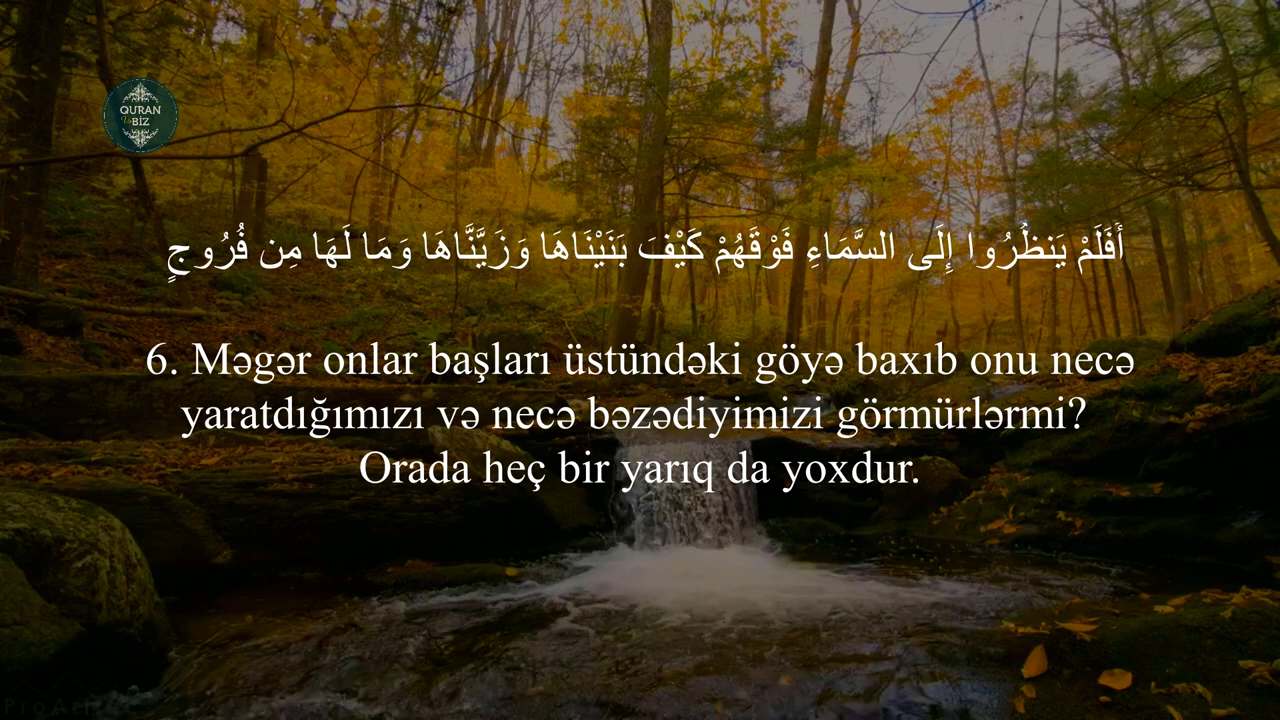 QURAN
Və
BİZ
أَفَلَمْ يَنظُرُوا إِلَى السَّمَاءِ فَوْقَهُمْ كَيْفَ بَنَيْنَاهَا وَزَيَّنَّاهَا وَمَا لَهَا مِن فُرُوجٍ
6. Məgər onlar başları üstündəki göyə baxıb onu necə
yaratdığımızı və necə bəzədiyimizi görmürlərmi?
Orada heç bir yarıq da yoxdur.